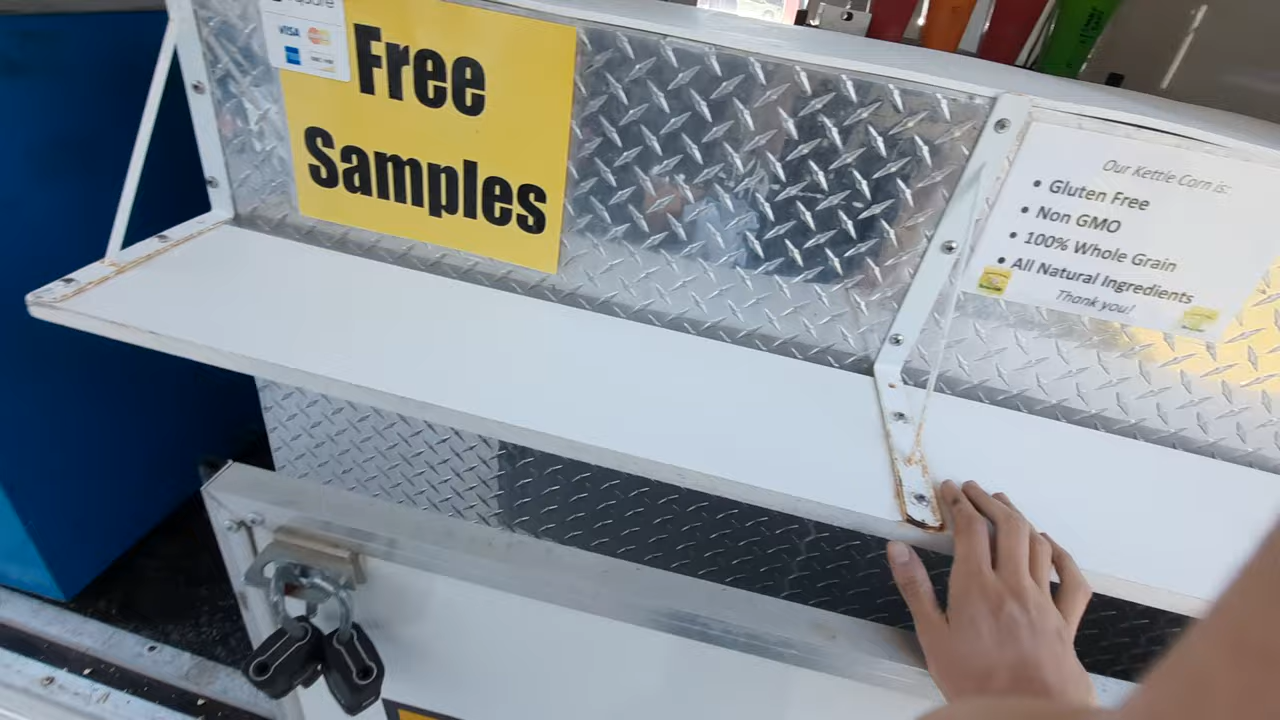 VISA
Free
Samples
Our Kettle Corn is:
• Gluten Free
• Non GMO
• 100% Whole Grain
• All Natural Ingredients
Thank you!